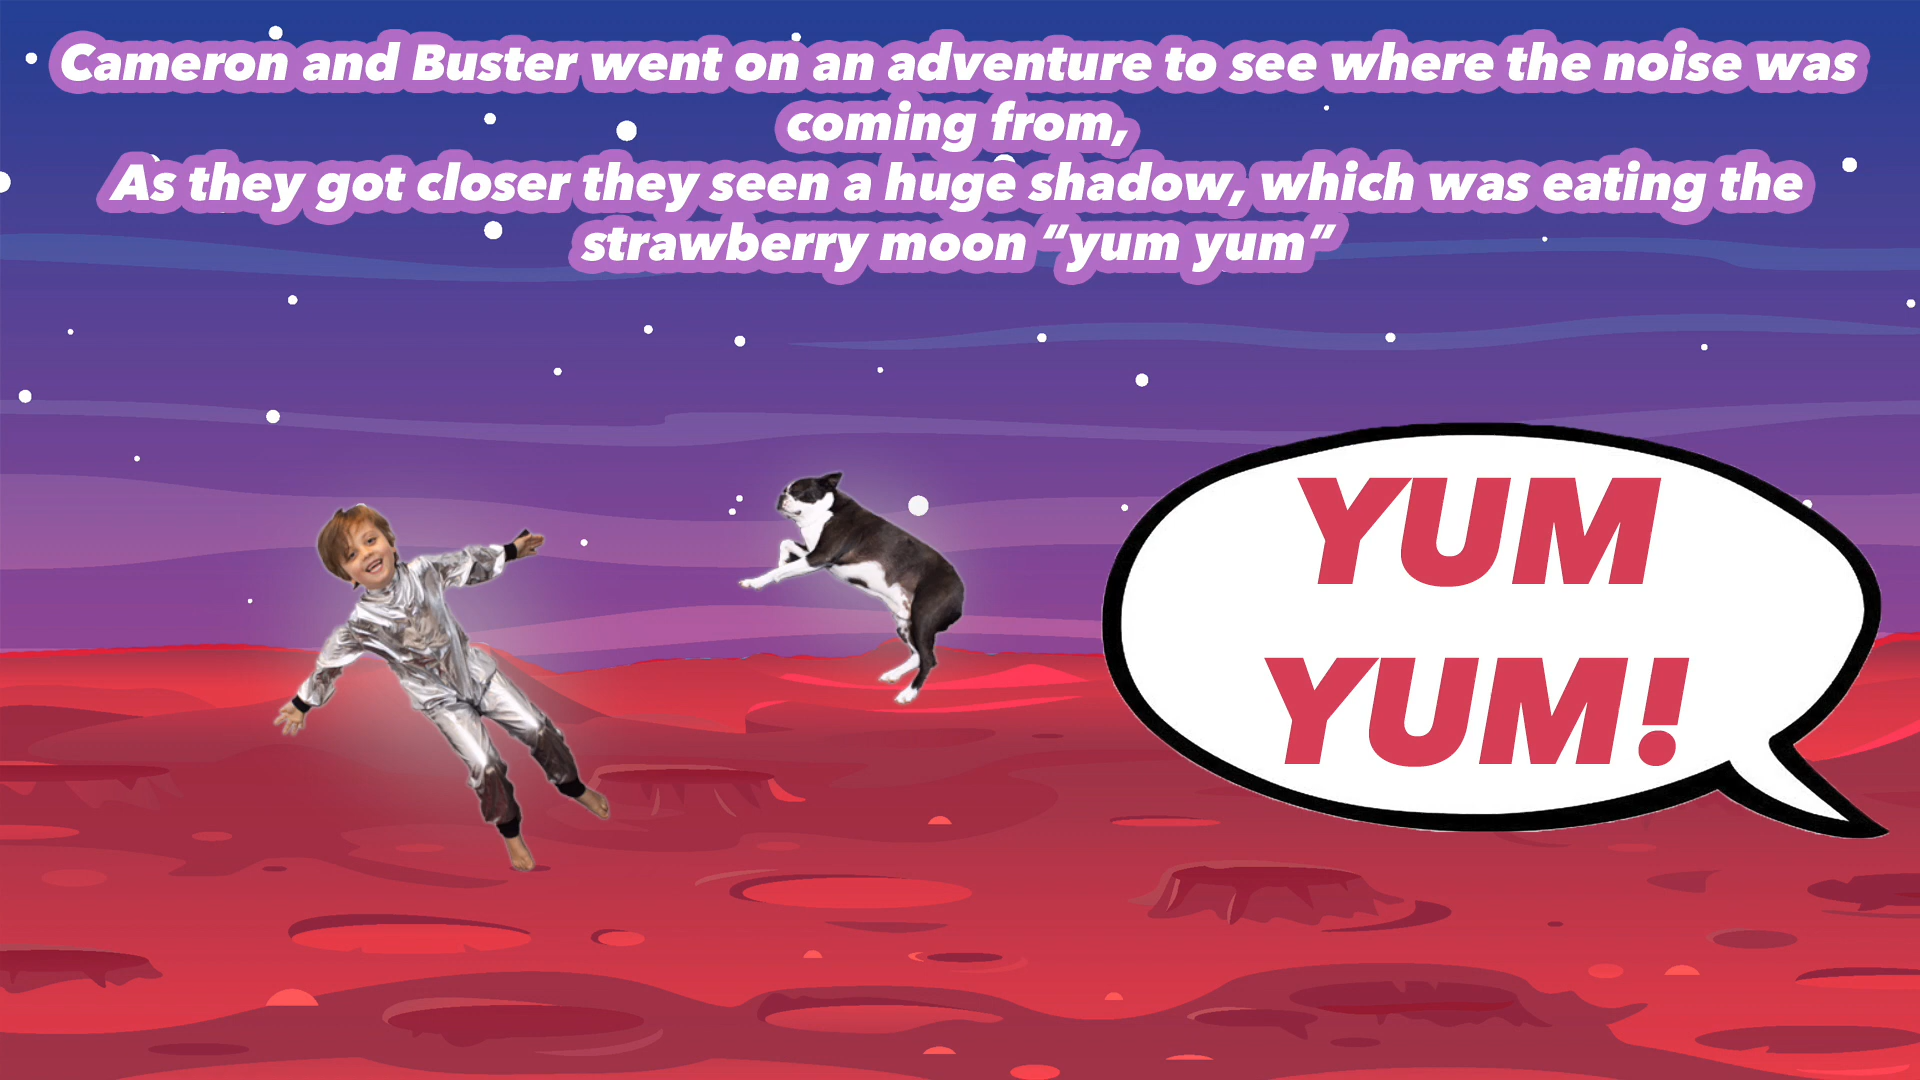 Cameron and Buster went on an adventure to see where the noise was
coming from,
As they got closer they seen a huge shadow, which was eating the
strawberry moon “yum yum”
YUM
YUM!